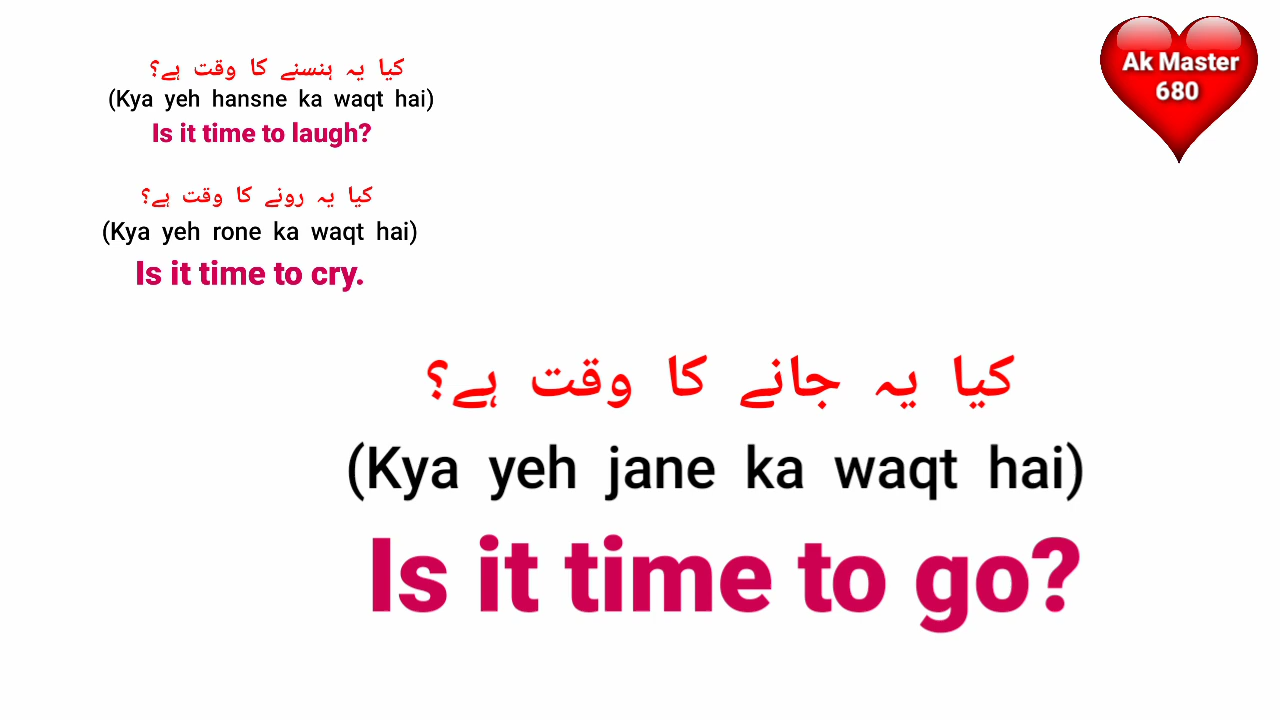 کیا یہ ہنسنے کا وقت ہے؟
(Kya yeh hansne ka waqt hai)
Is it time to laugh?
کیا یہ رونے کا وقت ہے؟
(Kya yeh rone ka waqt hai)
Is it time to cry.
کیا یہ جانے کا وقت ہے؟
(Kya yeh jane ka waqt hai)
Is it time to go?
Ak Master
680